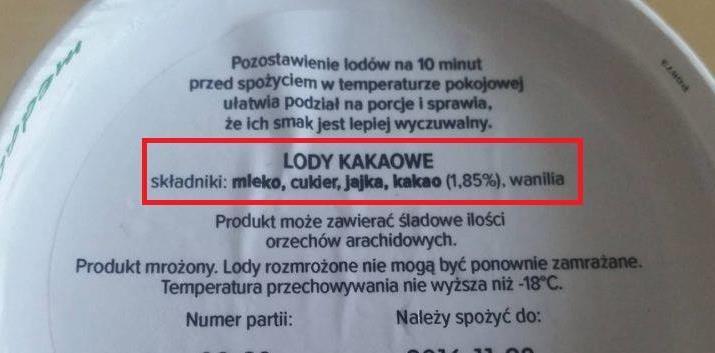 Pozostawienie lodów na 10 minut
przed spożyciem w temperaturze pokojowej
ułatwia podział na porcje i sprawia,
że ich smak jest lepiej wyczuwalny.
LODY KAKAOWE
składniki: mleko, cukier, jajka, kakao (1,85%), wanilia
Produkt może zawierać śladowe ilości
orzechów arachidowych.
Produkt mrożony. Lody rozmrożone nie mogą być ponownie zamrażane.
Temperatura przechowywania nie wyższa niż -18°C.
Numer partii: Należy spożyć do: